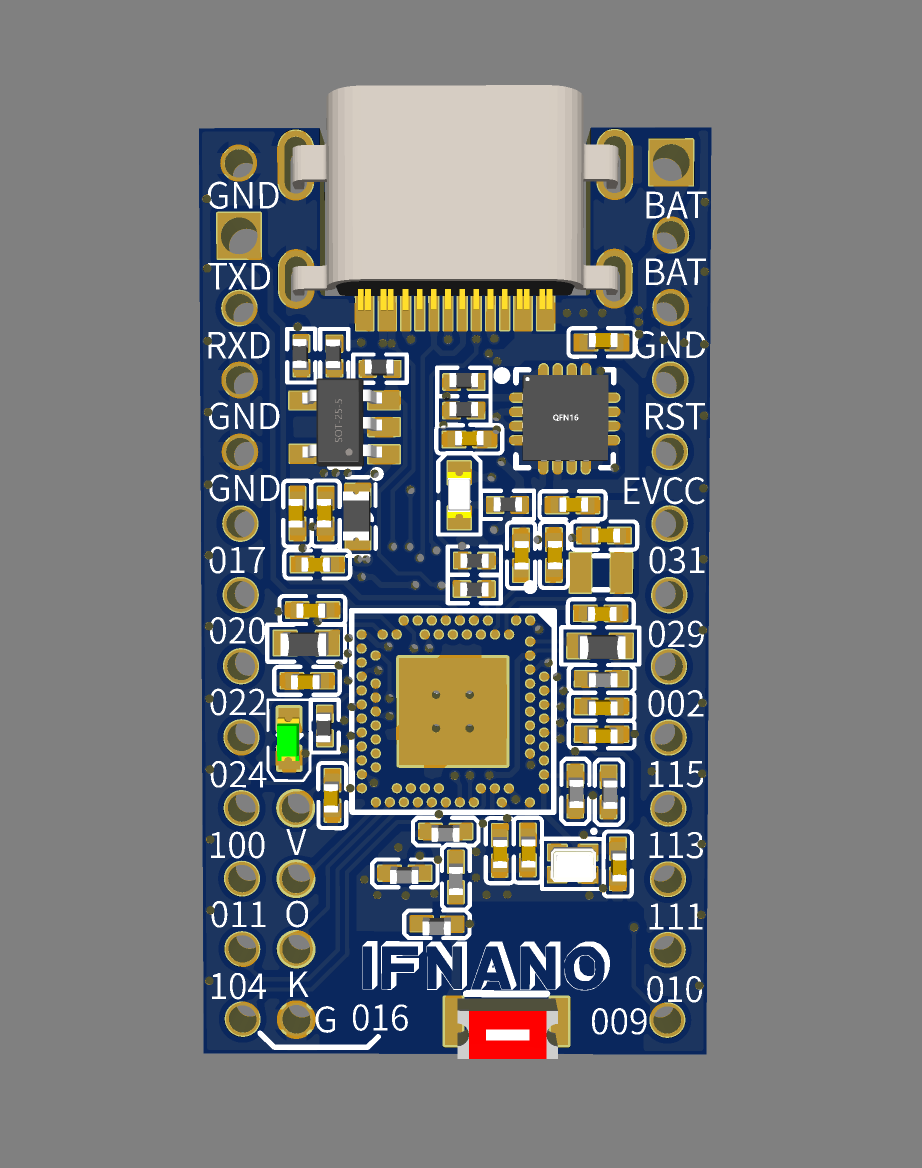 GND
BAT
TXD
BAT
RXD
GND
GND
RST
QFN16
SOT-25-5
GND
EVCC
017
031
020
029
022
002
024
115
100
V
113
011
O
111
IFNANO
104
K
010
G
016
009